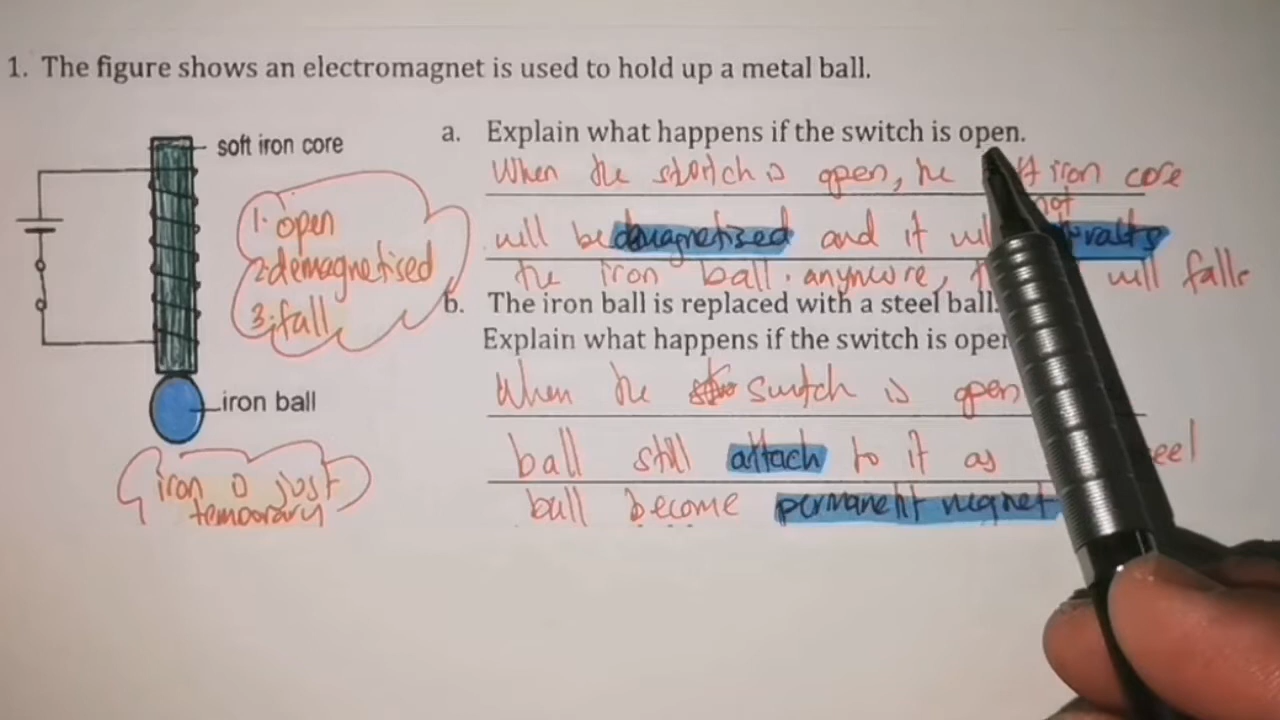 1. The figure shows an electromagnet is used to hold up a metal ball.
soft iron core
1. open
2. demagnetised
3. fall
iron ball
iron is just
temporary
a. Explain what happens if the switch is open.
When the switch is open, the iron core
not
will be demagnetised and it will
the iron ball. anymore, will falls
b. The iron ball is replaced with a steel ball.
Explain what happens if the switch is open
When the switch is open
ball still attach to it as
ball become permanent magnet